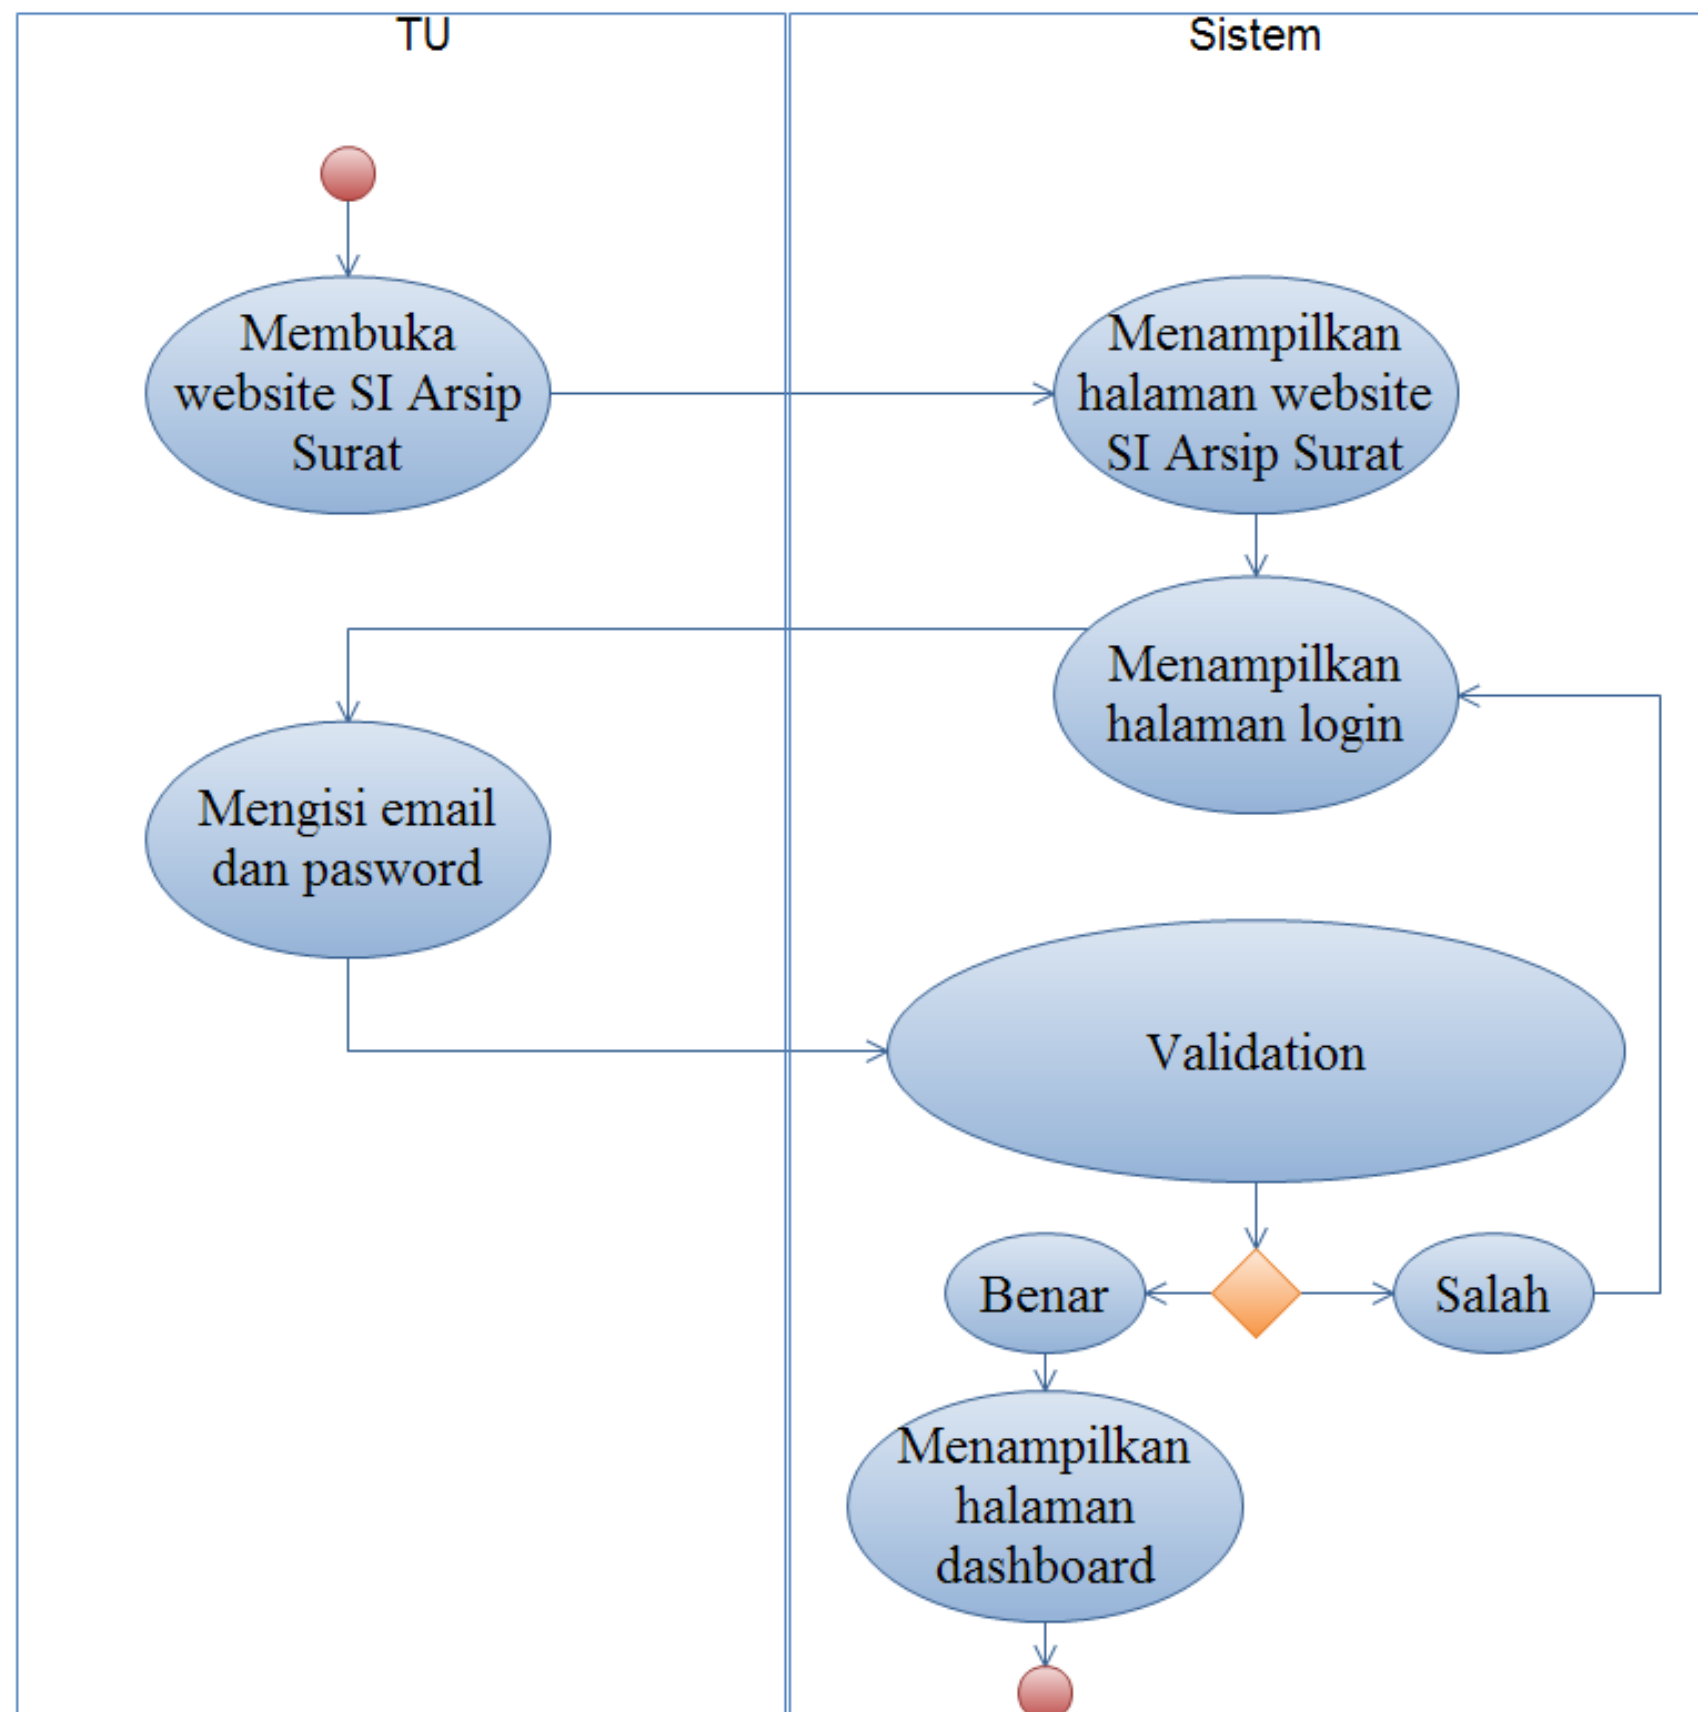 TU
Sistem
Membuka
website SI Arsip
Surat
Menampilkan
halaman website
SI Arsip Surat
Menampilkan
halaman login
Mengisi email
dan pasword
Validation
Benar
Salah
Menampilkan
halaman
dashboard